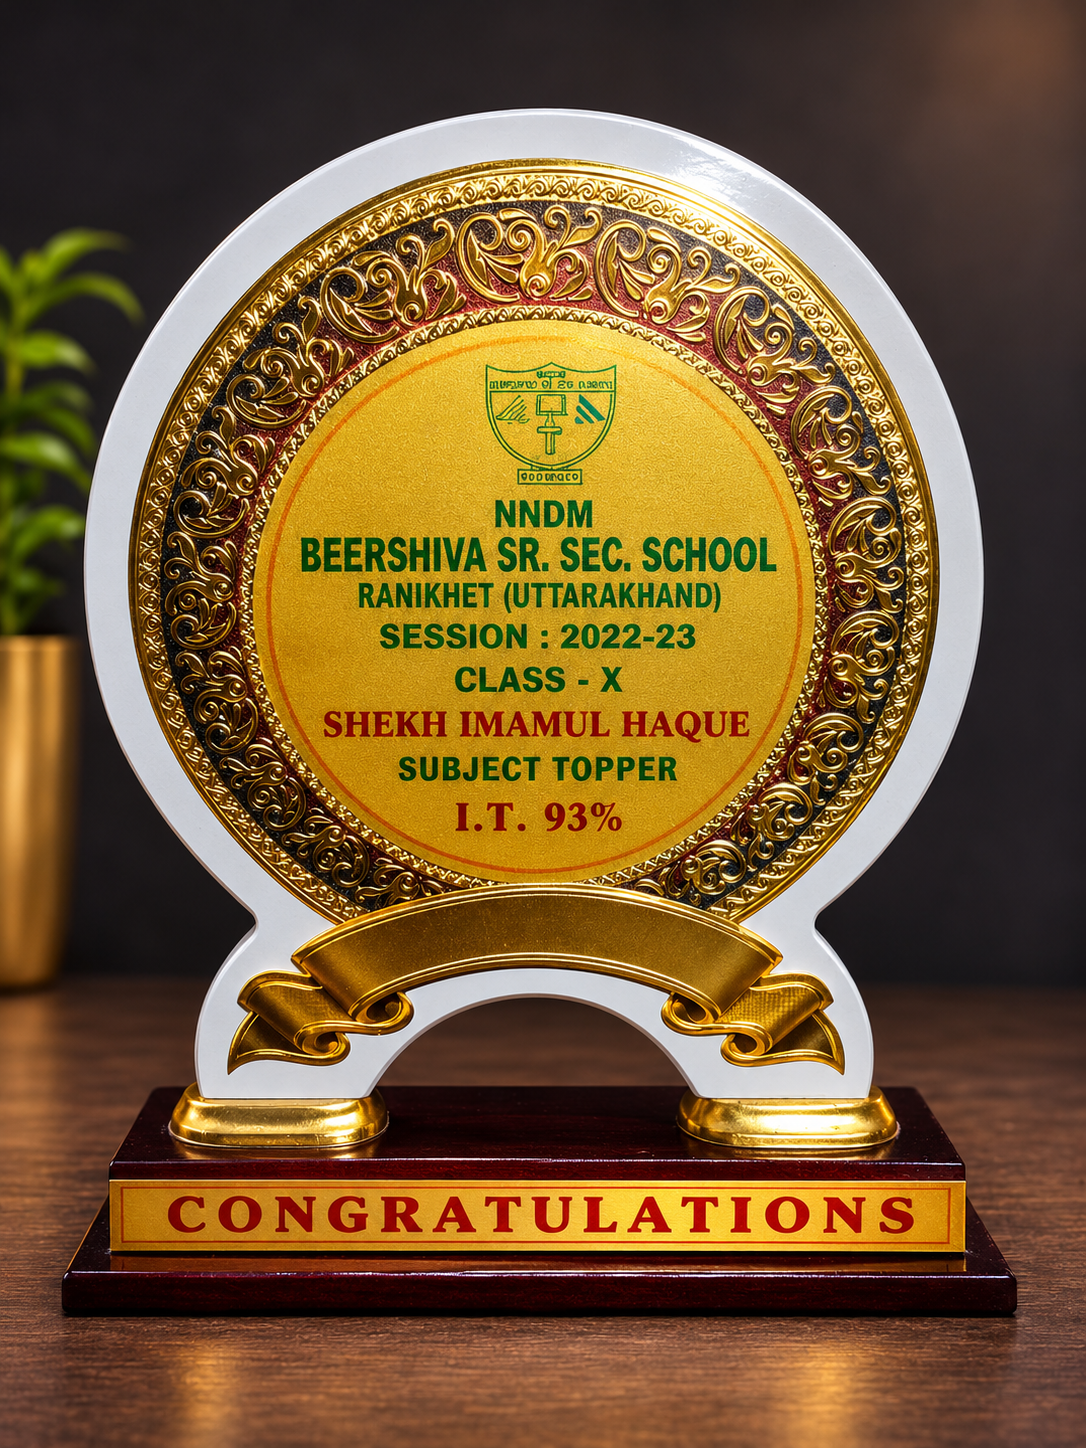 NNDM
BEERSHIVA SR. SEC. SCHOOL
RANIKHET (UTTARAKHAND)
SESSION : 2022-23
CLASS - X
SHEKH IMAMUL HAQUE
SUBJECT TOPPER
I.T. 93%
CONGRATULATIONS